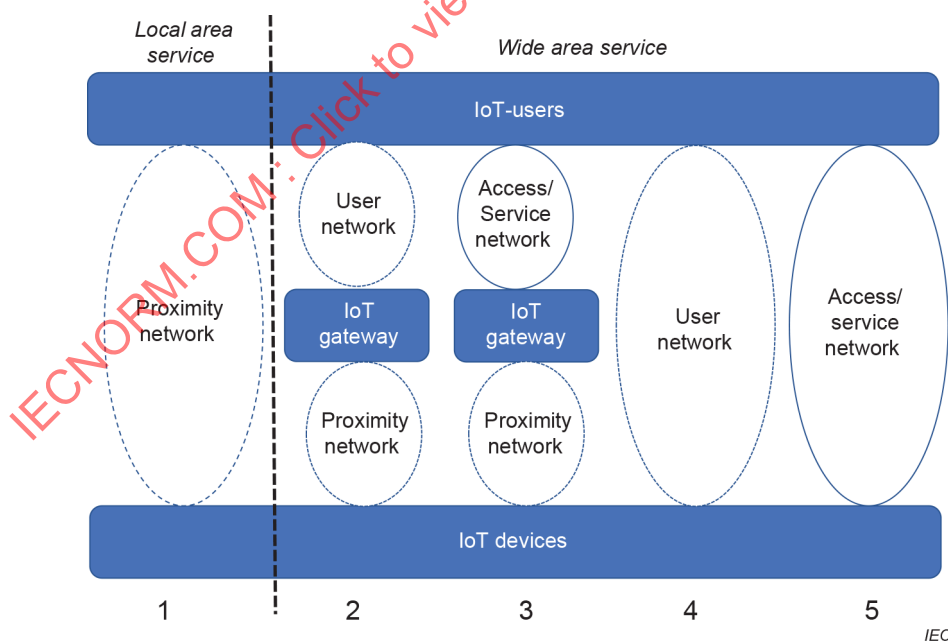 Local area
service
Wide area service
IoT-users
User
network
Access/
Service
network
Proximity
network
IoT
gateway
IoT
gateway
User
network
Access/
service
network
Proximity
network
Proximity
network
IoT devices
1 2 3 4 5
IEC
IECNORM.COM : Click to vie